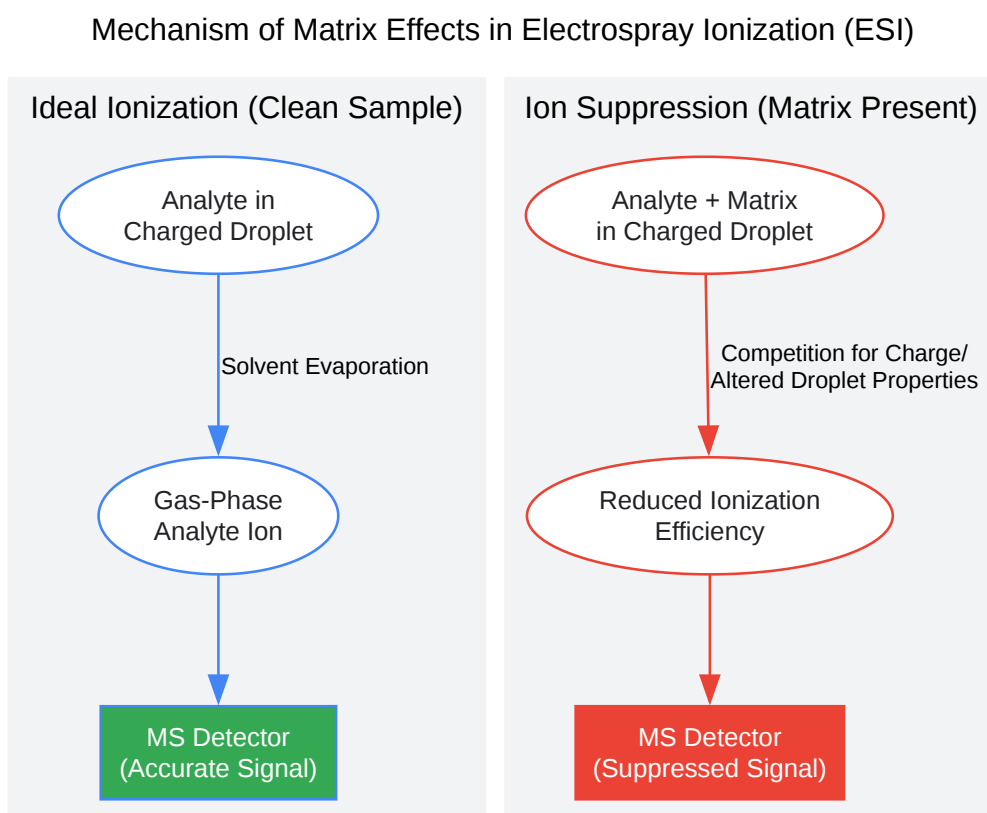 Mechanism of Matrix Effects in Electrospray Ionization (ESI)
Ideal Ionization (Clean Sample)
Analyte in
Charged Droplet
Solvent Evaporation
Gas-Phase
Analyte Ion
MS Detector
(Accurate Signal)
Ion Suppression (Matrix Present)
Analyte + Matrix
in Charged Droplet
Competition for Charge/
Altered Droplet Properties
Reduced Ionization
Efficiency
MS Detector
(Suppressed Signal)